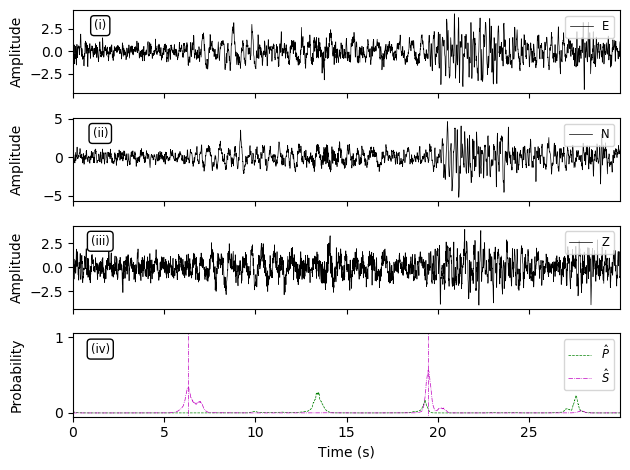 (i)
E
Amplitude
2.5
0.0
−2.5
(ii)
N
Amplitude
5
0
−5
(iii)
Z
Amplitude
2.5
0.0
−2.5
(iv)
P̂
Ŝ
Probability
1
0
0 5 10 15 20 25
Time (s)